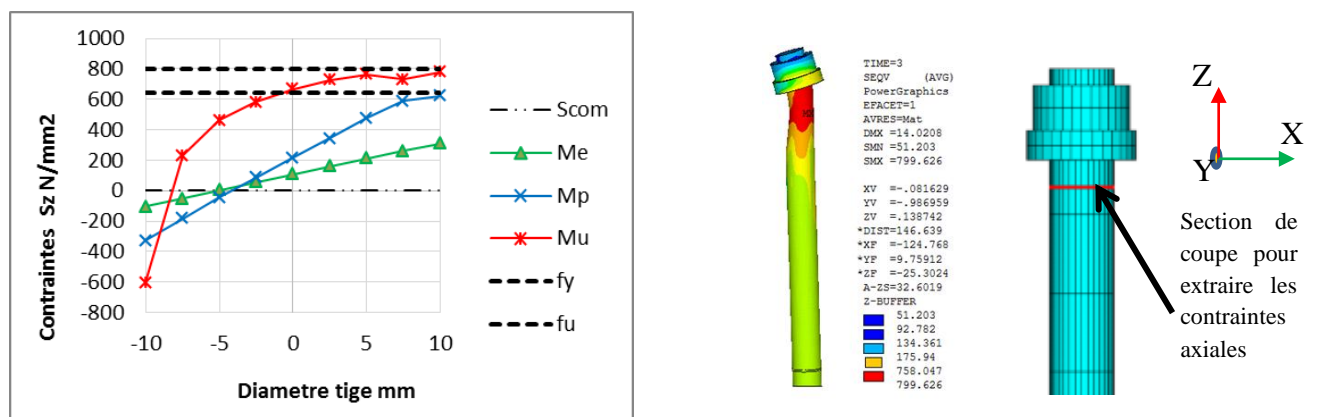 1000
800
600
400
200
0
-200
-400
-600
-800
-10
-5
0
5
10
Contraintes Sz N/mm2
Diametre tige mm
Scom
Me
Mp
Mu
fy
fu
TIME=3
SEQV (AVG)
PowerGraphics
EFACET=1
AVRES=Mat
DMX =14.0208
SMN =51.203
SMX =799.626
XV =-.081629
YV =-.986959
ZV =.138742
*DIST=146.639
*XF =-124.768
*YF =9.75912
*ZF =-25.3024
A-ZS=32.6019
Z-BUFFER
51.203
92.782
134.361
175.94
758.047
799.626
MX
Z
X
Y
Section de
coupe pour
extraire les
contraintes
axiales